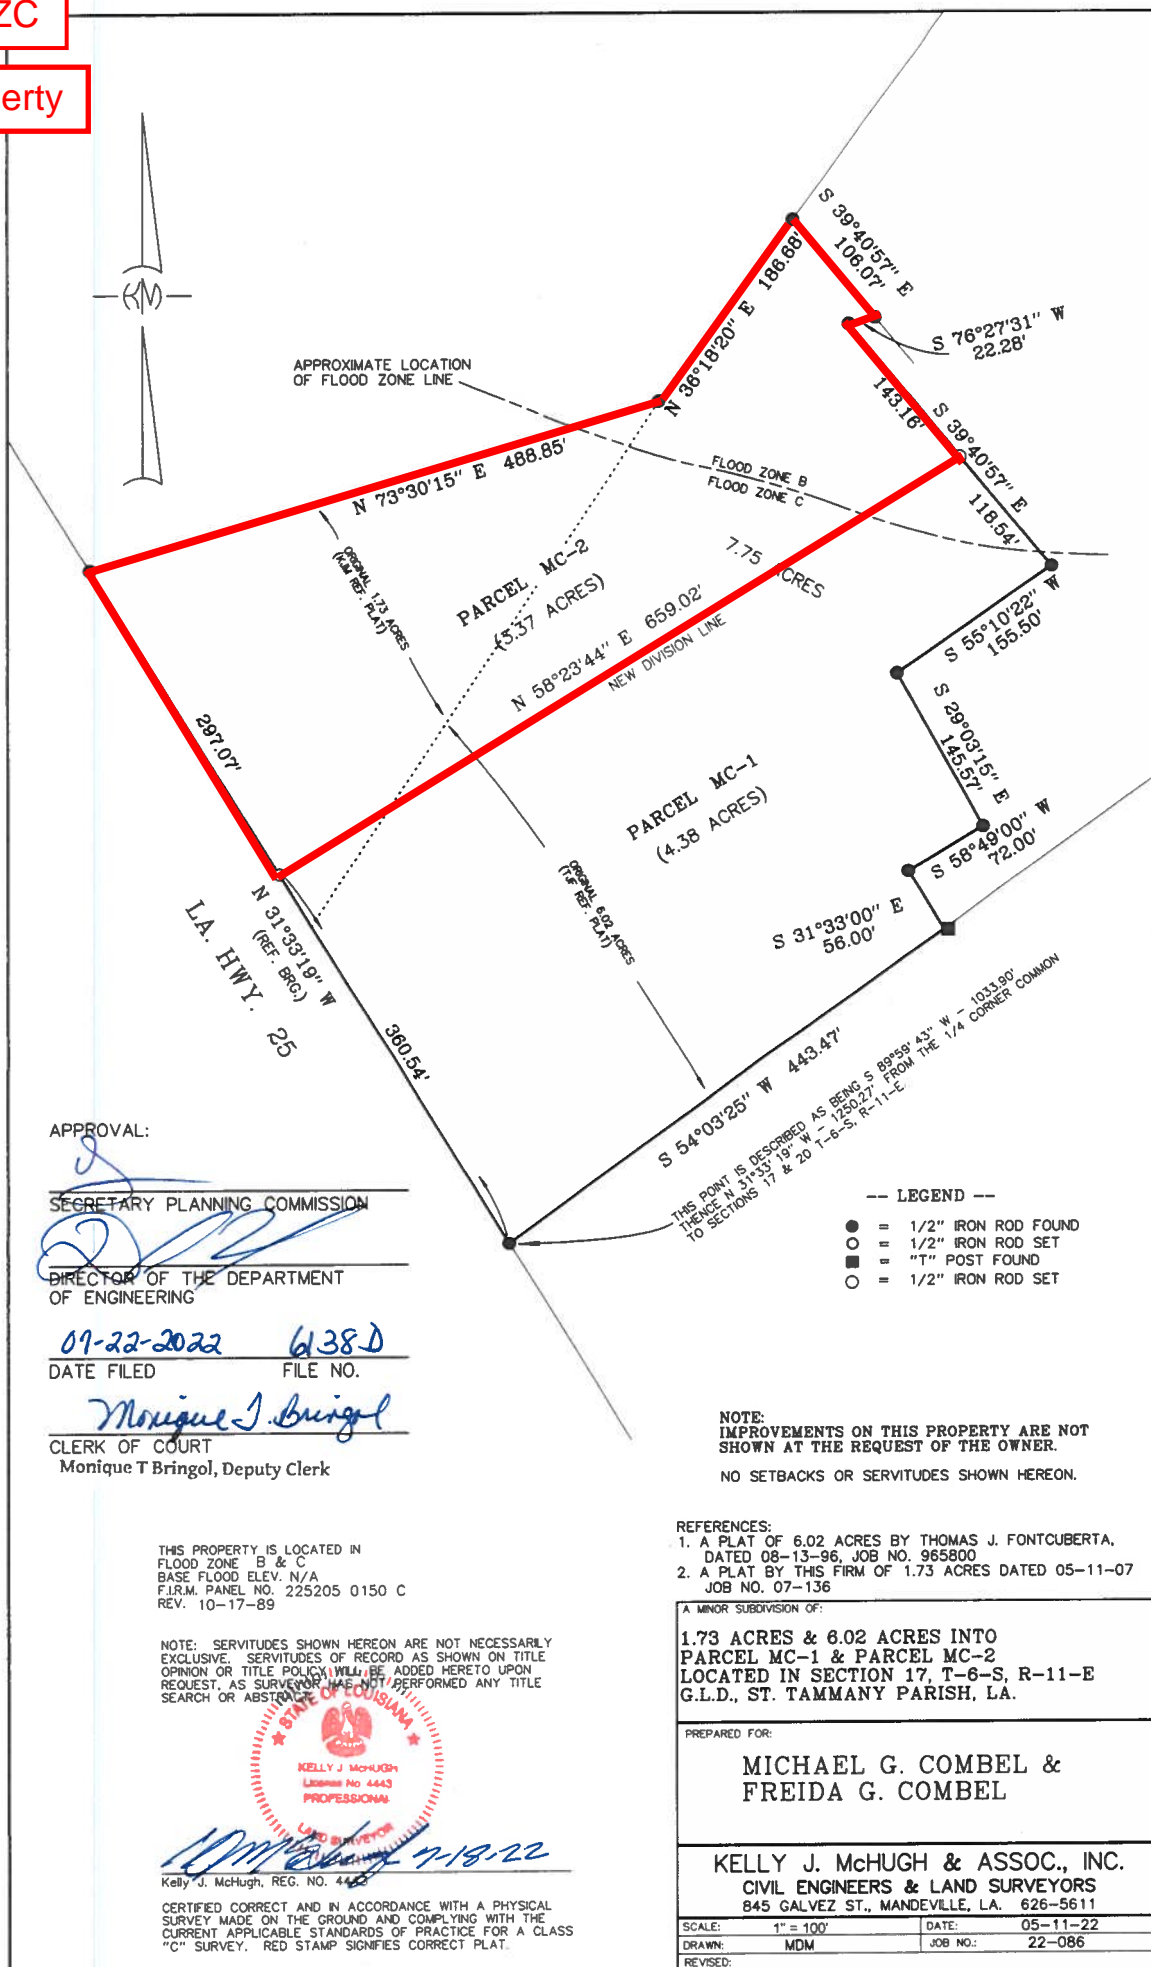 ZC
erty
KM
S 39°40'57" E
106.07'
N 36°18'20" E 186.68'
S 76°27'31" W
22.28'
APPROXIMATE LOCATION
OF FLOOD ZONE LINE
143.16'
S 39°40'57" E
118.54'
N 73°30'15" E 488.85'
FLOOD ZONE B
FLOOD ZONE C
ORIGINAL 1.73 ACRES
(KJM REF. PLAT)
PARCEL MC-2
(3.37 ACRES)
7.75 CRES
N 58°23'44" E 659.02'
NEW DIVISION LINE
S 55°10'22" W
155.50'
S 29°03'15" E
145.57'
297.07'
PARCEL MC-1
(4.38 ACRES)
S 58°49'00" W
72.00'
ORIGINAL 6.02 ACRES
(TJF REF. PLAT)
S 31°33'00" E
56.00'
N 31°33'19" W
(REF. BRG.)
LA. HWY. 25
360.54'
S 54°03'25" W 443.47'
THIS POINT IS DESCRIBED AS BEING S 89°59'43" W - 1033.90'
THENCE N 31°33'19" W - 1250.27' FROM THE 1/4 CORNER COMMON
TO SECTIONS 17 & 20 T-6-S, R-11-E.
APPROVAL:
SECRETARY PLANNING COMMISSION
DIRECTOR OF THE DEPARTMENT
OF ENGINEERING
07-22-2022 6138D
DATE FILED FILE NO.
Monique T. Bringol
CLERK OF COURT
Monique T Bringol, Deputy Clerk
-- LEGEND --
● = 1/2" IRON ROD FOUND
○ = 1/2" IRON ROD SET
■ = "T" POST FOUND
○ = 1/2" IRON ROD SET
NOTE:
IMPROVEMENTS ON THIS PROPERTY ARE NOT
SHOWN AT THE REQUEST OF THE OWNER.
NO SETBACKS OR SERVITUDES SHOWN HEREON.
REFERENCES:
1. A PLAT OF 6.02 ACRES BY THOMAS J. FONTCUBERTA,
DATED 08-13-96, JOB NO. 965800
2. A PLAT BY THIS FIRM OF 1.73 ACRES DATED 05-11-07
JOB NO. 07-136
THIS PROPERTY IS LOCATED IN
FLOOD ZONE B & C
BASE FLOOD ELEV. N/A
F.I.R.M. PANEL NO. 225205 0150 C
REV. 10-17-89
NOTE: SERVITUDES SHOWN HEREON ARE NOT NECESSARILY
EXCLUSIVE. SERVITUDES OF RECORD AS SHOWN ON TITLE
OPINION OR TITLE POLICY WILL BE ADDED HERETO UPON
REQUEST, AS SURVEYOR HAS NOT PERFORMED ANY TITLE
SEARCH OR ABSTRACT.
STATE OF LOUISIANA
KELLY J McHUGH
License No 4443
PROFESSIONAL
LAND SURVEYOR
7-18-22
Kelly J. McHugh, REG. NO. 4443
CERTIFIED CORRECT AND IN ACCORDANCE WITH A PHYSICAL
SURVEY MADE ON THE GROUND AND COMPLYING WITH THE
CURRENT APPLICABLE STANDARDS OF PRACTICE FOR A CLASS
"C" SURVEY. RED STAMP SIGNIFIES CORRECT PLAT.
A MINOR SUBDIVISION OF:
1.73 ACRES & 6.02 ACRES INTO
PARCEL MC-1 & PARCEL MC-2
LOCATED IN SECTION 17, T-6-S, R-11-E
G.L.D., ST. TAMMANY PARISH, LA.
PREPARED FOR:
MICHAEL G. COMBEL &
FREIDA G. COMBEL
KELLY J. McHUGH & ASSOC., INC.
CIVIL ENGINEERS & LAND SURVEYORS
845 GALVEZ ST., MANDEVILLE, LA. 626-5611
SCALE: 1" = 100' DATE: 05-11-22
DRAWN: MDM JOB NO.: 22-086
REVISED: